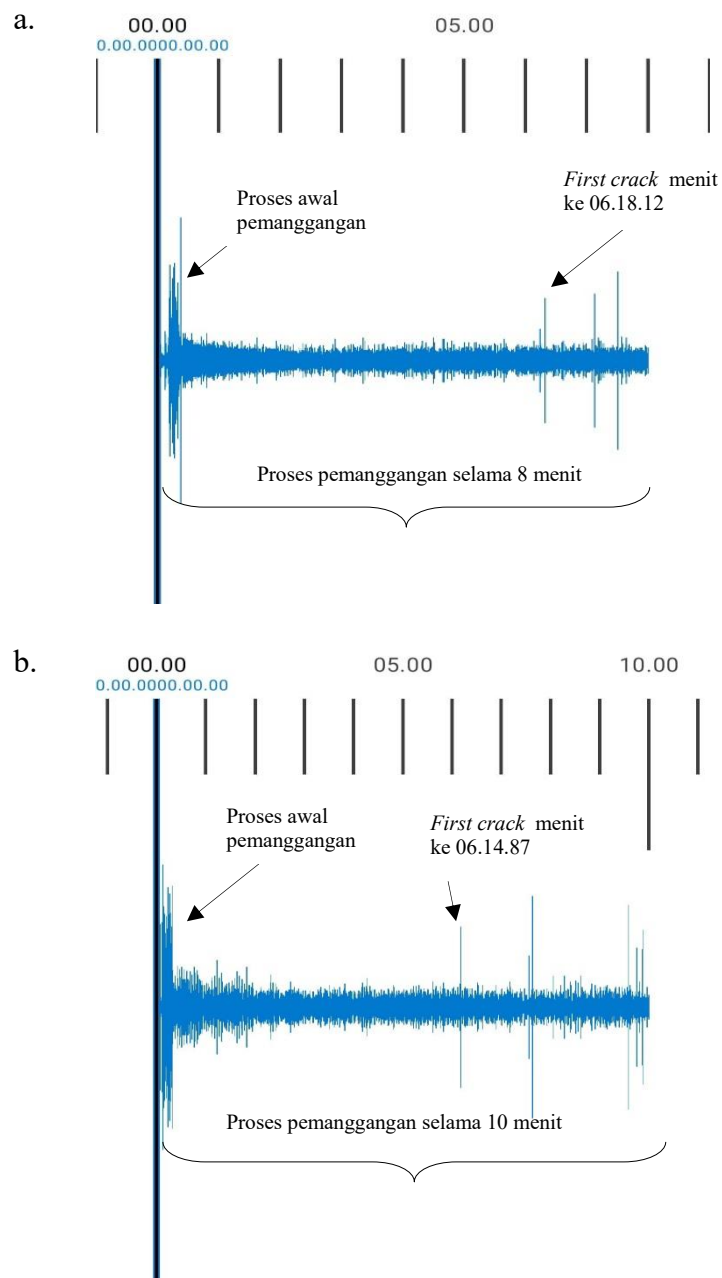 a.
00.00 05.00
0.00.0000.00.00
Proses awal
pemanggangan
First crack menit
ke 06.18.12
Proses pemanggangan selama 8 menit
b.
00.00 05.00 10.00
0.00.0000.00.00
Proses awal
pemanggangan
First crack menit
ke 06.14.87
Proses pemanggangan selama 10 menit